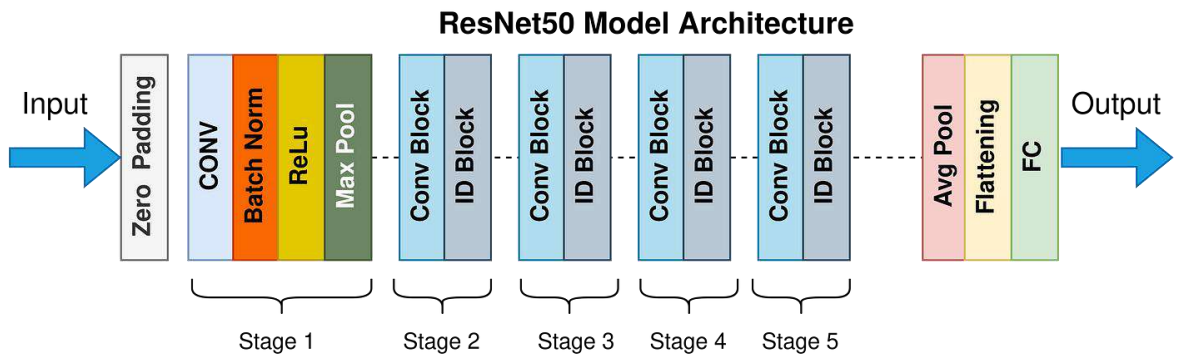 ResNet50 Model Architecture
Input
Zero Padding
CONV
Batch Norm
ReLu
Max Pool
Conv Block
ID Block
Conv Block
ID Block
Conv Block
ID Block
Conv Block
ID Block
Avg Pool
Flattening
FC
Output
Stage 1
Stage 2
Stage 3
Stage 4
Stage 5